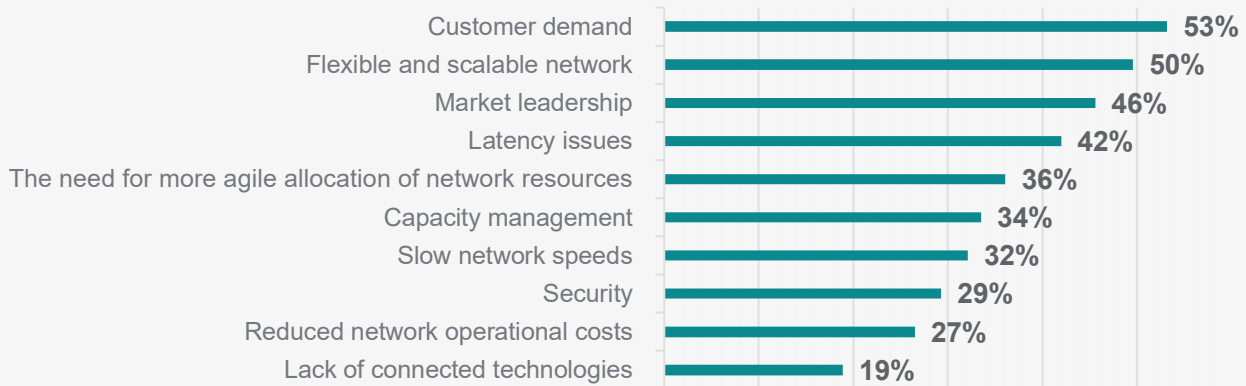 Customer demand 53%
Flexible and scalable network 50%
Market leadership 46%
Latency issues 42%
The need for more agile allocation of network resources 36%
Capacity management 34%
Slow network speeds 32%
Security 29%
Reduced network operational costs 27%
Lack of connected technologies 19%